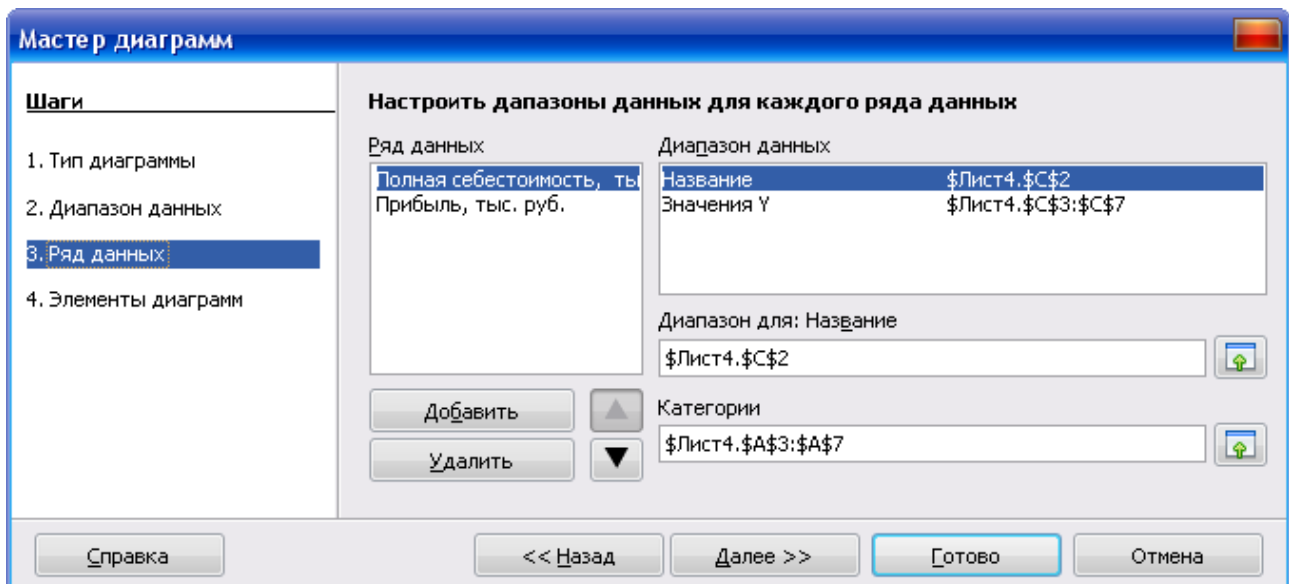 Мастер диаграмм
Шаги
1. Тип диаграммы
2. Диапазон данных
3. Ряд данных
4. Элементы диаграмм
Настроить дапазоны данных для каждого ряда данных
Ряд данных
Полная себестоимость, ты
Прибыль, тыс. руб.
Добавить
Удалить
Диапазон данных
Название $Лист4.$C$2
Значения Y $Лист4.$C$3:$C$7
Диапазон для: Название
$Лист4.$C$2
Категории
$Лист4.$A$3:$A$7
Справка
<< Назад
Далее >>
Готово
Отмена